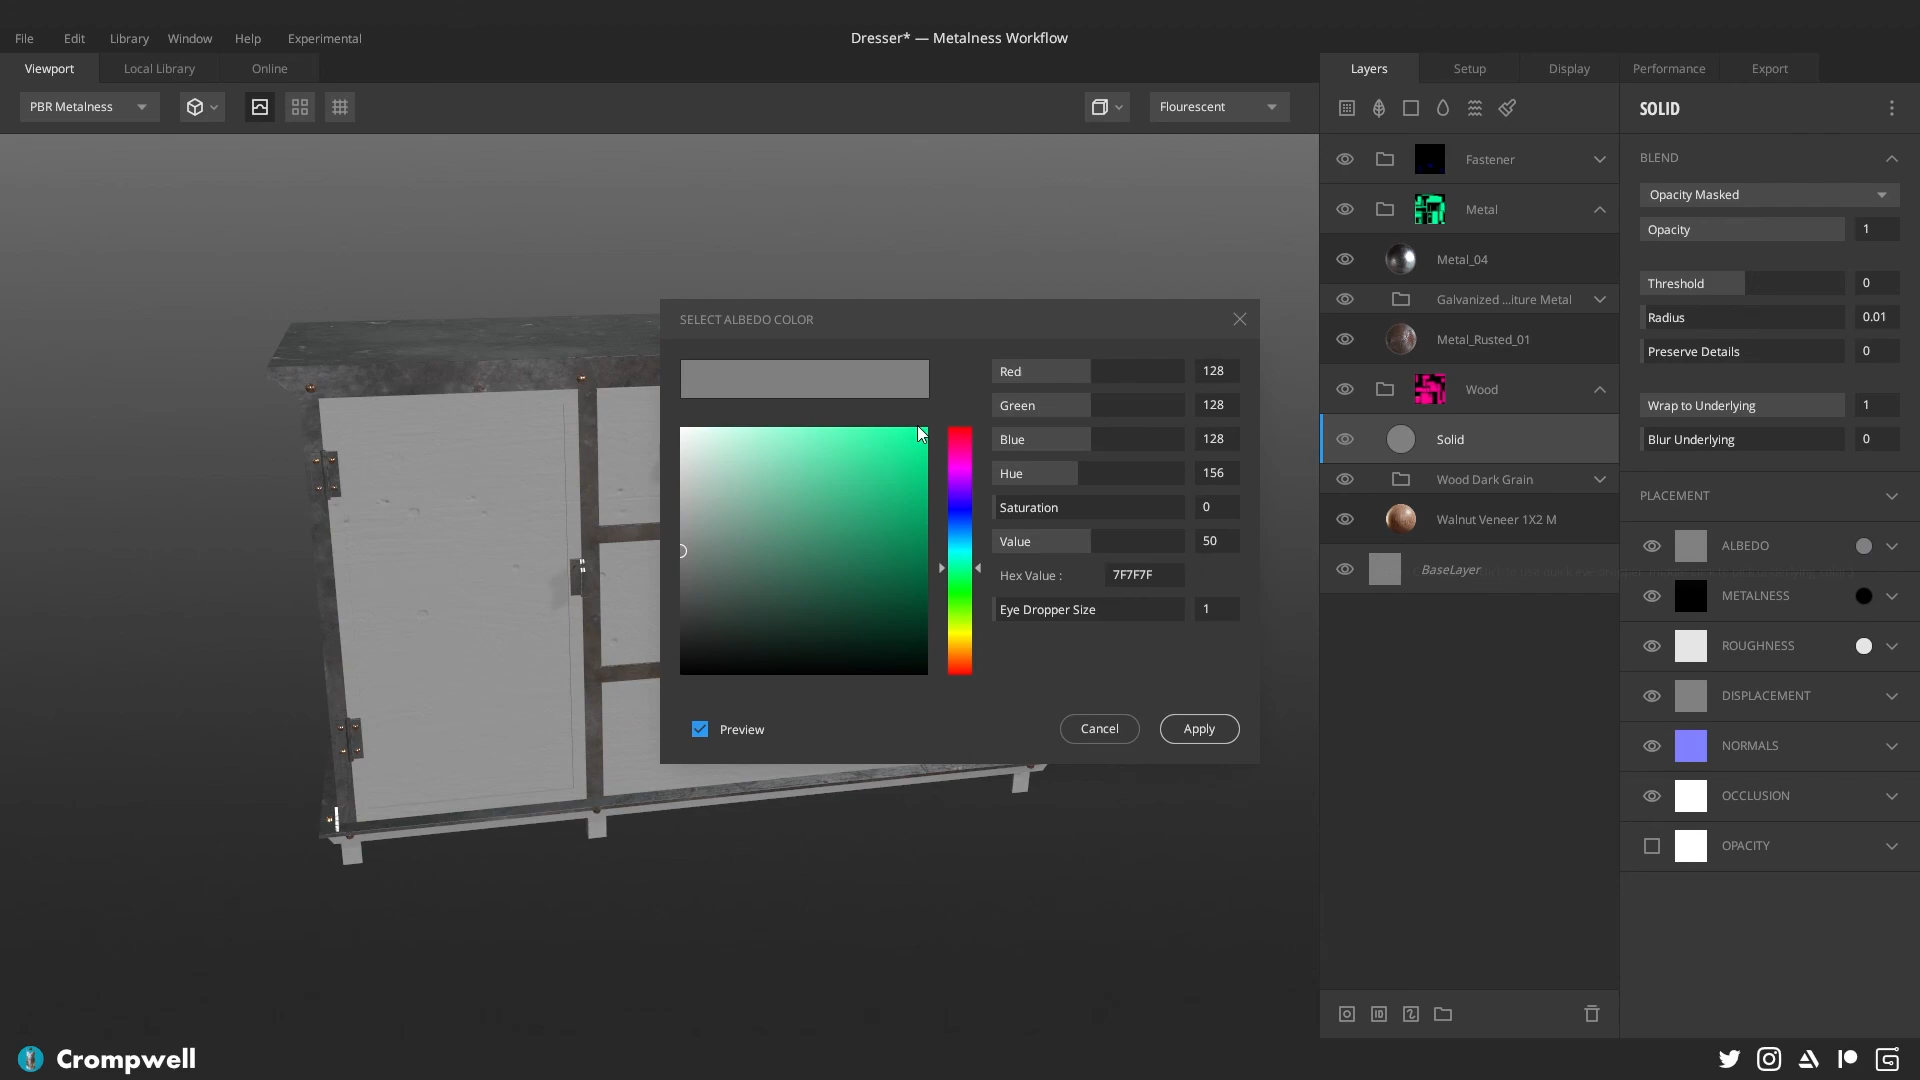 Dresser* — Metalness Workflow
File Edit Library Window Help Experimental
Viewport Local Library Online
Layers Setup Display Performance Export
PBR Metalness
Flourescent
SOLID
Fastener
Metal
Metal_04
Galvanized ...iture Metal
Metal_Rusted_01
Wood
Solid
Wood Dark Grain
Walnut Veneer 1X2 M
BaseLayer
BLEND
Opacity Masked
Opacity 1
Threshold 0
Radius 0.01
Preserve Details 0
Wrap to Underlying 1
Blur Underlying 0
PLACEMENT
ALBEDO
METALNESS
ROUGHNESS
DISPLACEMENT
NORMALS
OCCLUSION
OPACITY
SELECT ALBEDO COLOR
Red 128
Green 128
Blue 128
Hue 156
Saturation 0
Value 50
Hex Value : 7F7F7F
Eye Dropper Size 1
Preview
Cancel Apply
Crompwell